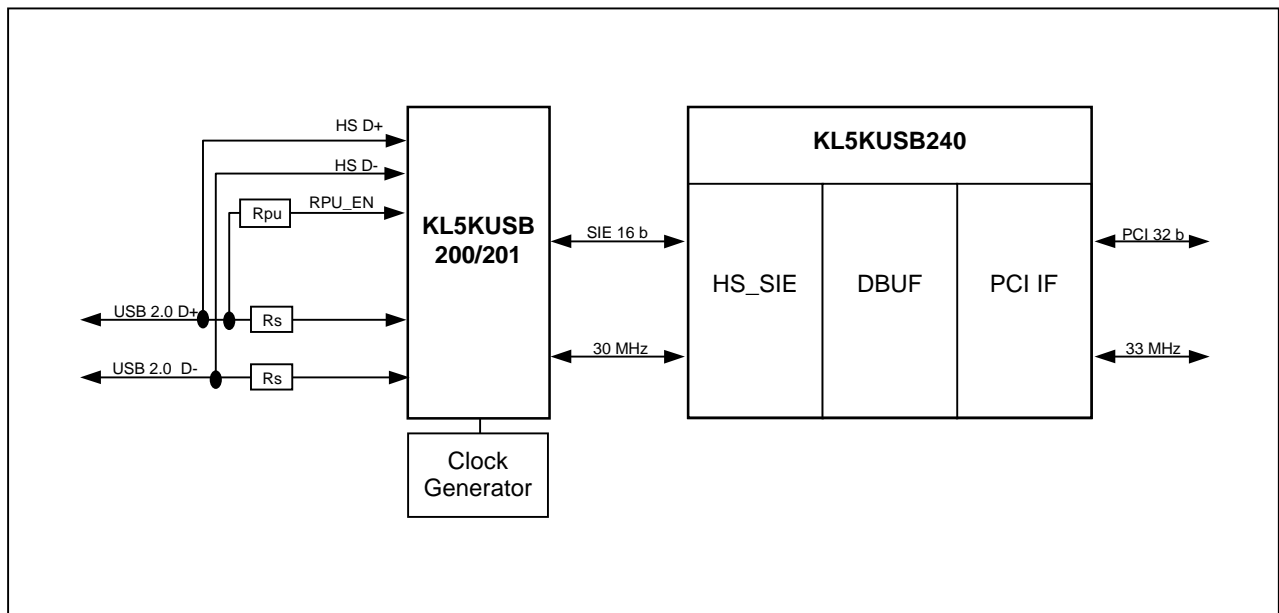 HS D+
HS D-
Rpu
RPU_EN
KL5KUSB
200/201
USB 2.0 D+
Rs
USB 2.0 D-
Rs
Clock
Generator
SIE 16 b
30 MHz
KL5KUSB240
HS_SIE
DBUF
PCI IF
PCI 32 b
33 MHz